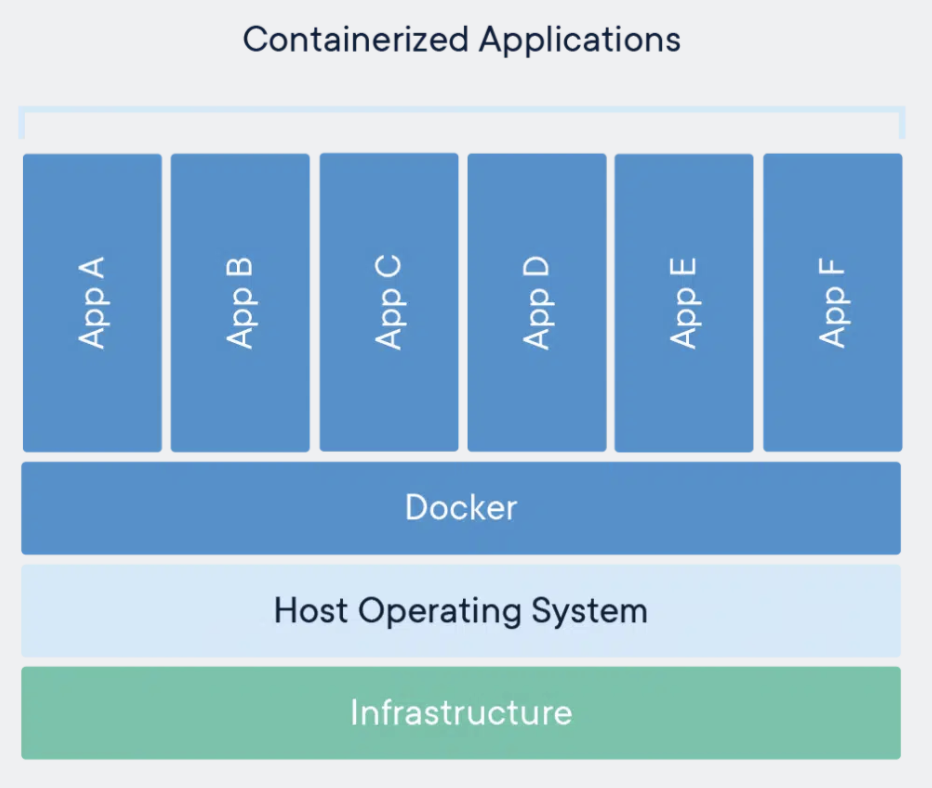 Containerized Applications
App A
App B
App C
App D
App E
App F
Docker
Host Operating System
Infrastructure